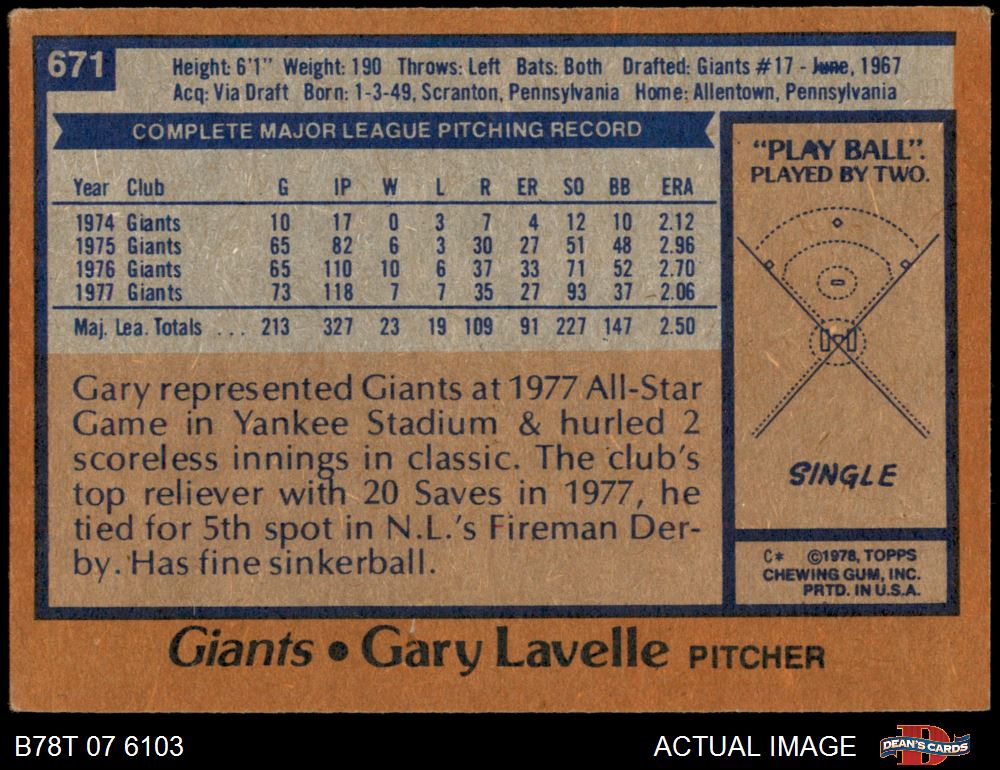 671
Height: 6'1" Weight: 190 Throws: Left Bats: Both Drafted: Giants #17 - June, 1967
Acq: Via Draft Born: 1-3-49, Scranton, Pennsylvania Home: Allentown, Pennsylvania
COMPLETE MAJOR LEAGUE PITCHING RECORD
Year Club G IP W L R ER SO BB ERA
1974 Giants 10 17 0 3 7 4 12 10 2.12
1975 Giants 65 82 6 3 30 27 51 48 2.96
1976 Giants 65 110 10 6 37 33 71 52 2.70
1977 Giants 73 118 7 7 35 27 93 37 2.06
Maj. Lea. Totals ... 213 327 23 19 109 91 227 147 2.50
Gary represented Giants at 1977 All-Star
Game in Yankee Stadium & hurled 2
scoreless innings in classic. The club's
top reliever with 20 Saves in 1977, he
tied for 5th spot in N.L.'s Fireman Der-
by. Has fine sinkerball.
"PLAY BALL".
PLAYED BY TWO.
SINGLE
C* ©1978, TOPPS
CHEWING GUM, INC.
PRTD. IN U.S.A.
Giants • Gary Lavelle PITCHER
B78T 07 6103
ACTUAL IMAGE
D
DEAN'S CARDS